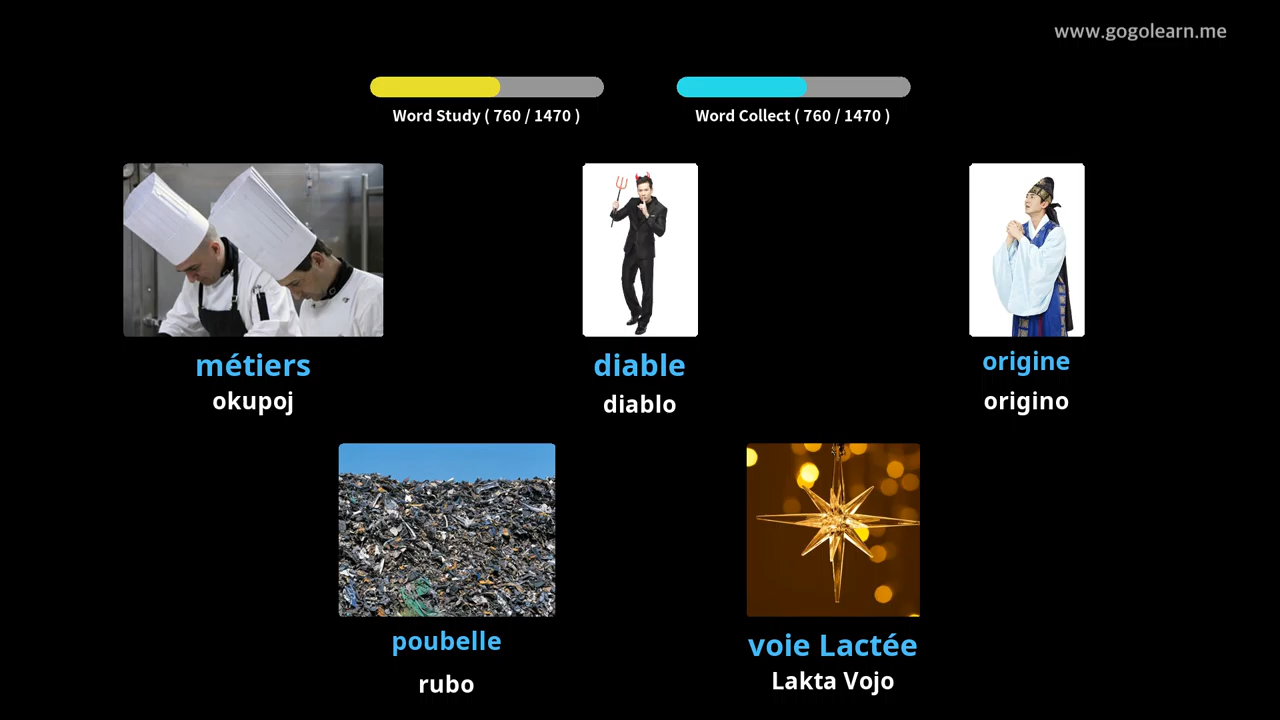 www.gogolearn.me
Word Study ( 760 / 1470 )
Word Collect ( 760 / 1470 )
métiers
okupoj
diable
diablo
origine
origino
poubelle
rubo
voie Lactée
Lakta Vojo